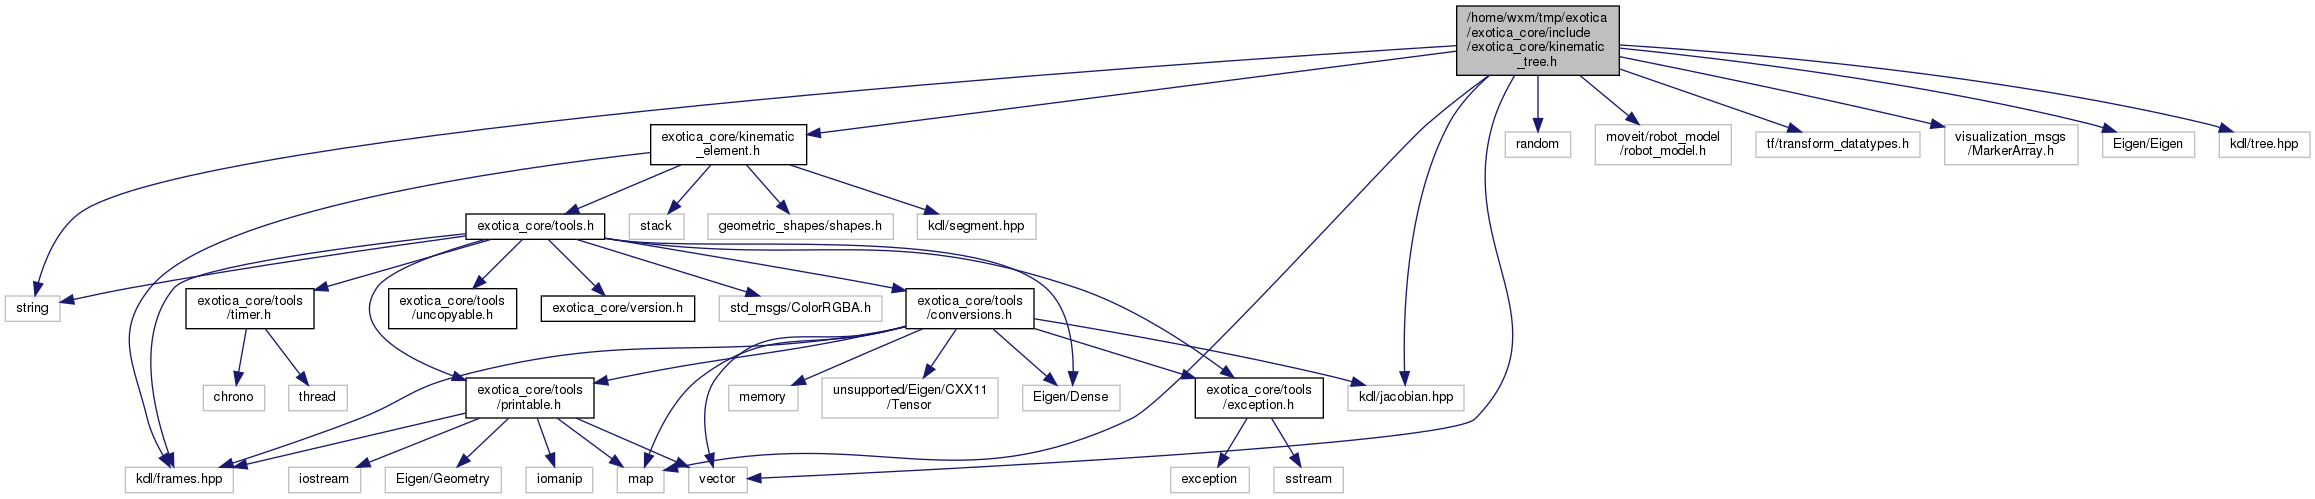 /home/wxm/tmp/exotica
/exotica_core/include
/exotica_core/kinematic
_tree.h
exotica_core/kinematic
_element.h
random
moveit/robot_model
/robot_model.h
tf/transform_datatypes.h
visualization_msgs
/MarkerArray.h
Eigen/Eigen
kdl/tree.hpp
exotica_core/tools.h
stack
geometric_shapes/shapes.h
kdl/segment.hpp
string
exotica_core/tools
/timer.h
exotica_core/tools
/uncopyable.h
exotica_core/version.h
std_msgs/ColorRGBA.h
exotica_core/tools
/conversions.h
chrono
thread
exotica_core/tools
/printable.h
memory
unsupported/Eigen/CXX11
/Tensor
Eigen/Dense
exotica_core/tools
/exception.h
kdl/jacobian.hpp
kdl/frames.hpp
iostream
Eigen/Geometry
iomanip
map
vector
exception
sstream